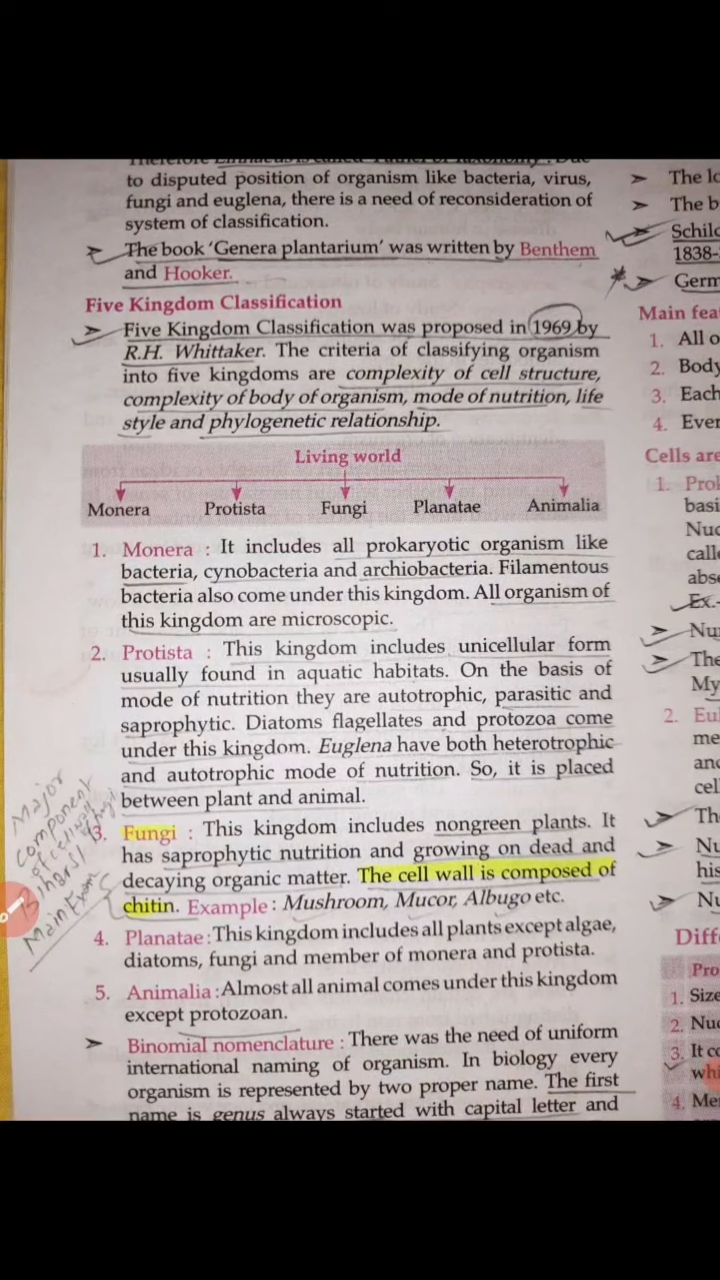 Therefore Linnaeus is called 'Father of Taxonomy'. Due
to disputed position of organism like bacteria, virus,
fungi and euglena, there is a need of reconsideration of
system of classification.
➢ The book 'Genera plantarium' was written by Benthem
and Hooker.
Five Kingdom Classification
➢ Five Kingdom Classification was proposed in 1969 by
R.H. Whittaker. The criteria of classifying organism
into five kingdoms are complexity of cell structure,
complexity of body of organism, mode of nutrition, life
style and phylogenetic relationship.
Living world
Monera Protista Fungi Planatae Animalia
1. Monera : It includes all prokaryotic organism like
bacteria, cynobacteria and archiobacteria. Filamentous
bacteria also come under this kingdom. All organism of
this kingdom are microscopic.
2. Protista : This kingdom includes unicellular form
usually found in aquatic habitats. On the basis of
mode of nutrition they are autotrophic, parasitic and
saprophytic. Diatoms flagellates and protozoa come
under this kingdom. Euglena have both heterotrophic
and autotrophic mode of nutrition. So, it is placed
between plant and animal.
3. Fungi : This kingdom includes nongreen plants. It
has saprophytic nutrition and growing on dead and
decaying organic matter. The cell wall is composed of
chitin. Example : Mushroom, Mucor, Albugo etc.
4. Planatae : This kingdom includes all plants except algae,
diatoms, fungi and member of monera and protista.
5. Animalia : Almost all animal comes under this kingdom
except protozoan.
➢ Binomial nomenclature : There was the need of uniform
international naming of organism. In biology every
organism is represented by two proper name. The first
name is genus always started with capital letter and
Major
component
of cell wall
Main Exam
➢ The
➢ The b
➢
1838-
➢ Germ
Main fea
1. All o
2. Body
3. Each
4. Ever
Cells are
1. Prok
basi
Nuc
calle
abse
Ex.-
➢ Nu
➢ The
My
2. Eu
me
and
cel
➢ Th
➢ Nu
his
➢ Nu
Diff
Pro
1. Size
2. Nuc
3. It co
whi
4. Me